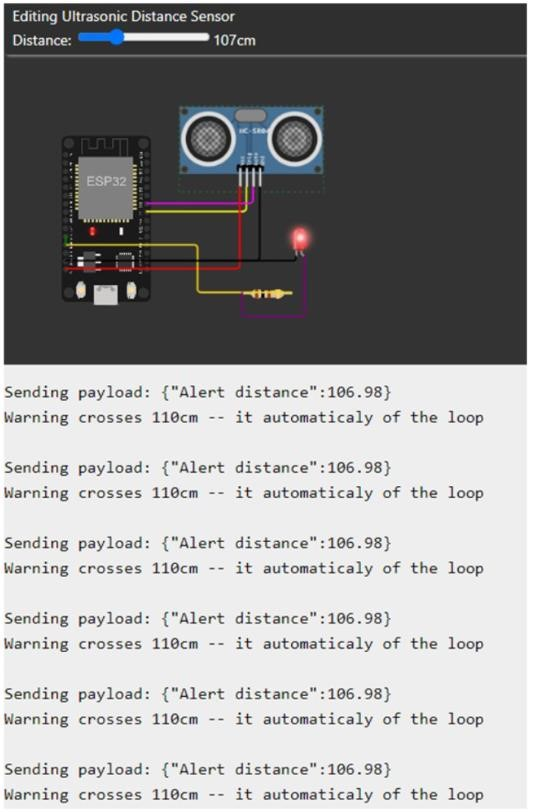 Editing Ultrasonic Distance Sensor
Distance: 107cm
HC-SR04
ESP32
Sending payload: {"Alert distance":106.98}
Warning crosses 110cm -- it automaticaly of the loop
Sending payload: {"Alert distance":106.98}
Warning crosses 110cm -- it automaticaly of the loop
Sending payload: {"Alert distance":106.98}
Warning crosses 110cm -- it automaticaly of the loop
Sending payload: {"Alert distance":106.98}
Warning crosses 110cm -- it automaticaly of the loop
Sending payload: {"Alert distance":106.98}
Warning crosses 110cm -- it automaticaly of the loop
Sending payload: {"Alert distance":106.98}
Warning crosses 110cm -- it automaticaly of the loop